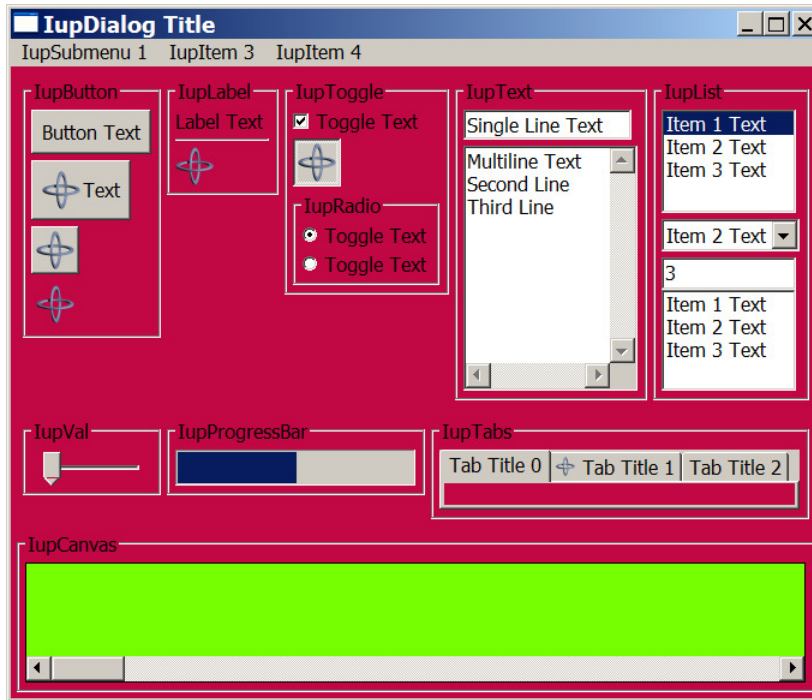 IupDialog Title
IupSubmenu 1 IupItem 3 IupItem 4
IupButton
Button Text
Text
IupLabel
Label Text
IupToggle
Toggle Text
IupRadio
Toggle Text
Toggle Text
IupText
Single Line Text
Multiline Text
Second Line
Third Line
IupList
Item 1 Text
Item 2 Text
Item 3 Text
Item 2 Text
3
Item 1 Text
Item 2 Text
Item 3 Text
IupVal
IupProgressBar
IupTabs
Tab Title 0 Tab Title 1 Tab Title 2
IupCanvas